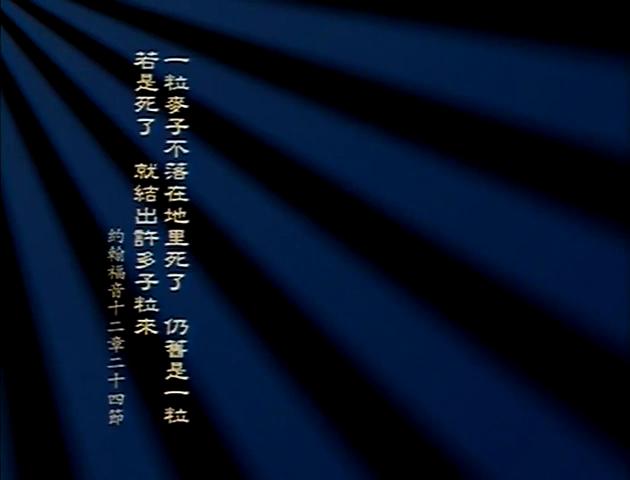 一粒麥子不落在地里死了　仍舊是一粒
若是死了　就結出許多子粒來
約翰福音十二章二十四節